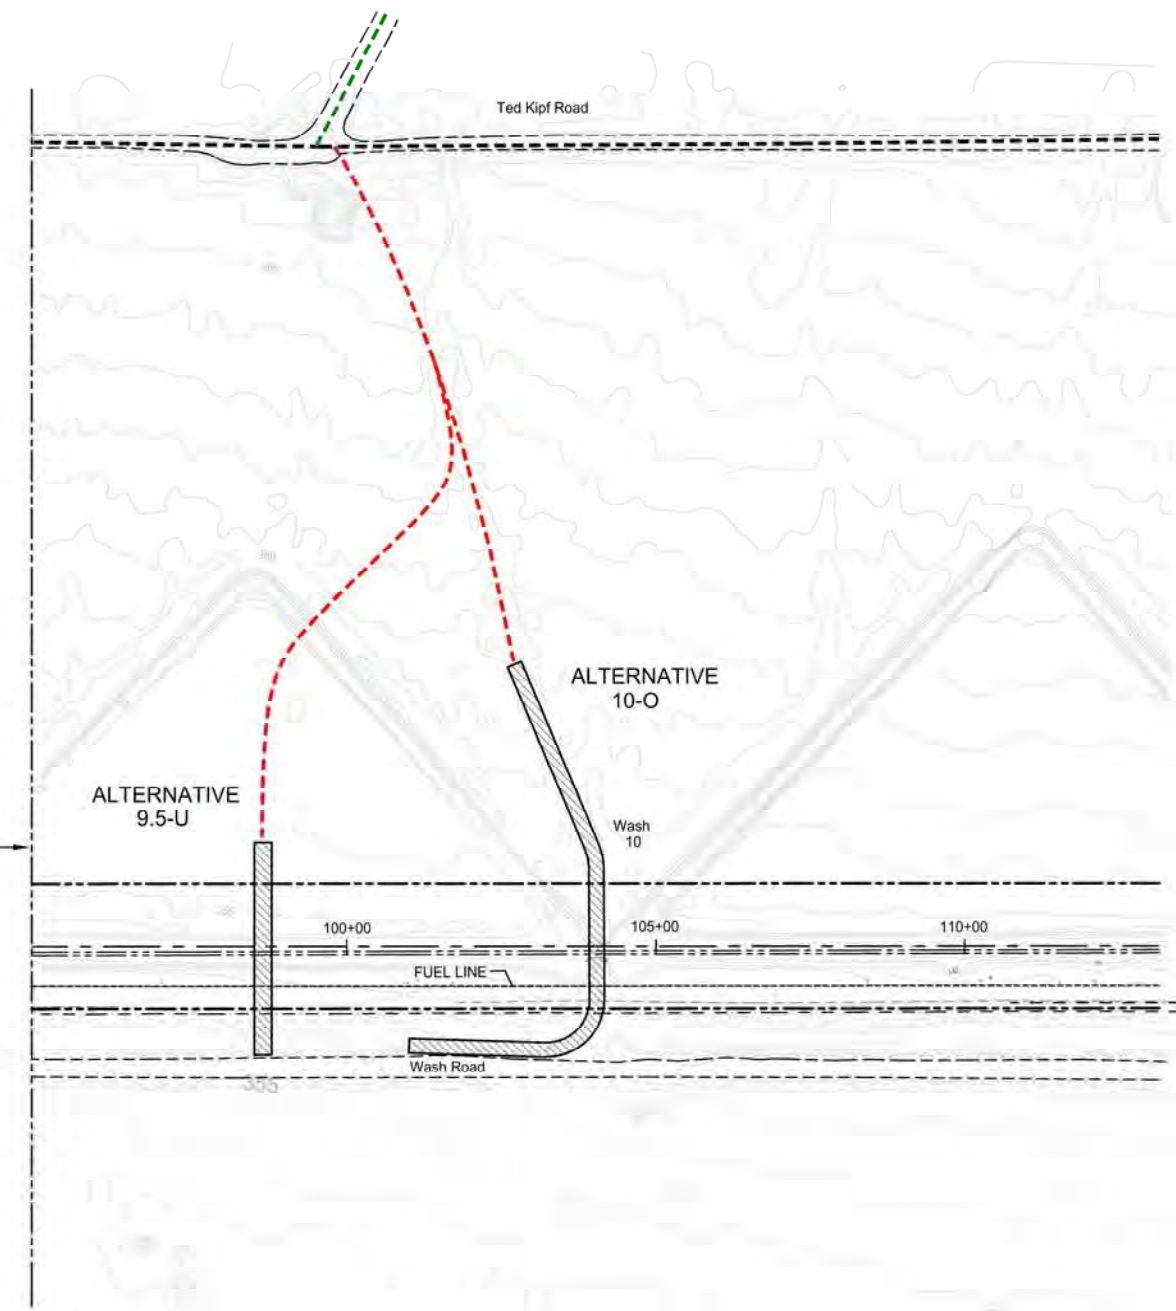 Ted Kipf Road
ALTERNATIVE
10-O
ALTERNATIVE
9.5-U
Wash
10
100+00
105+00
110+00
FUEL LINE
Wash Road